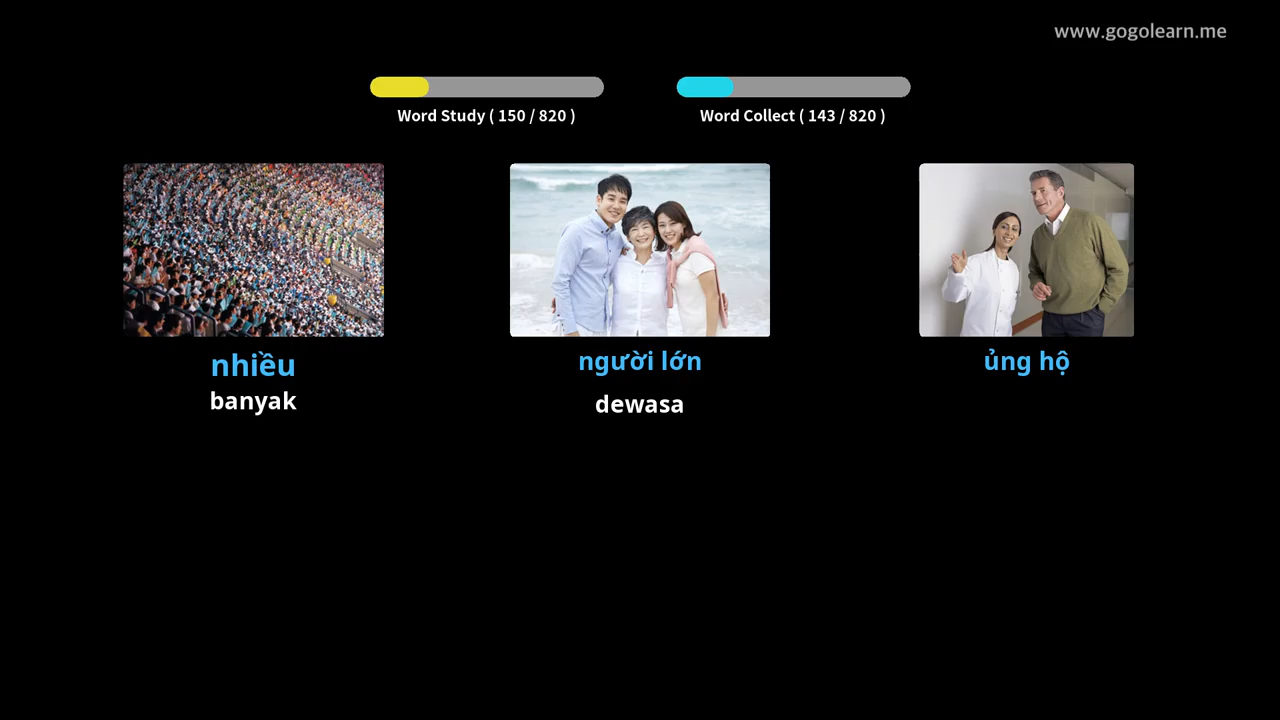 www.gogolearn.me
Word Study ( 150 / 820 )
Word Collect ( 143 / 820 )
nhiều
banyak
người lớn
dewasa
ủng hộ